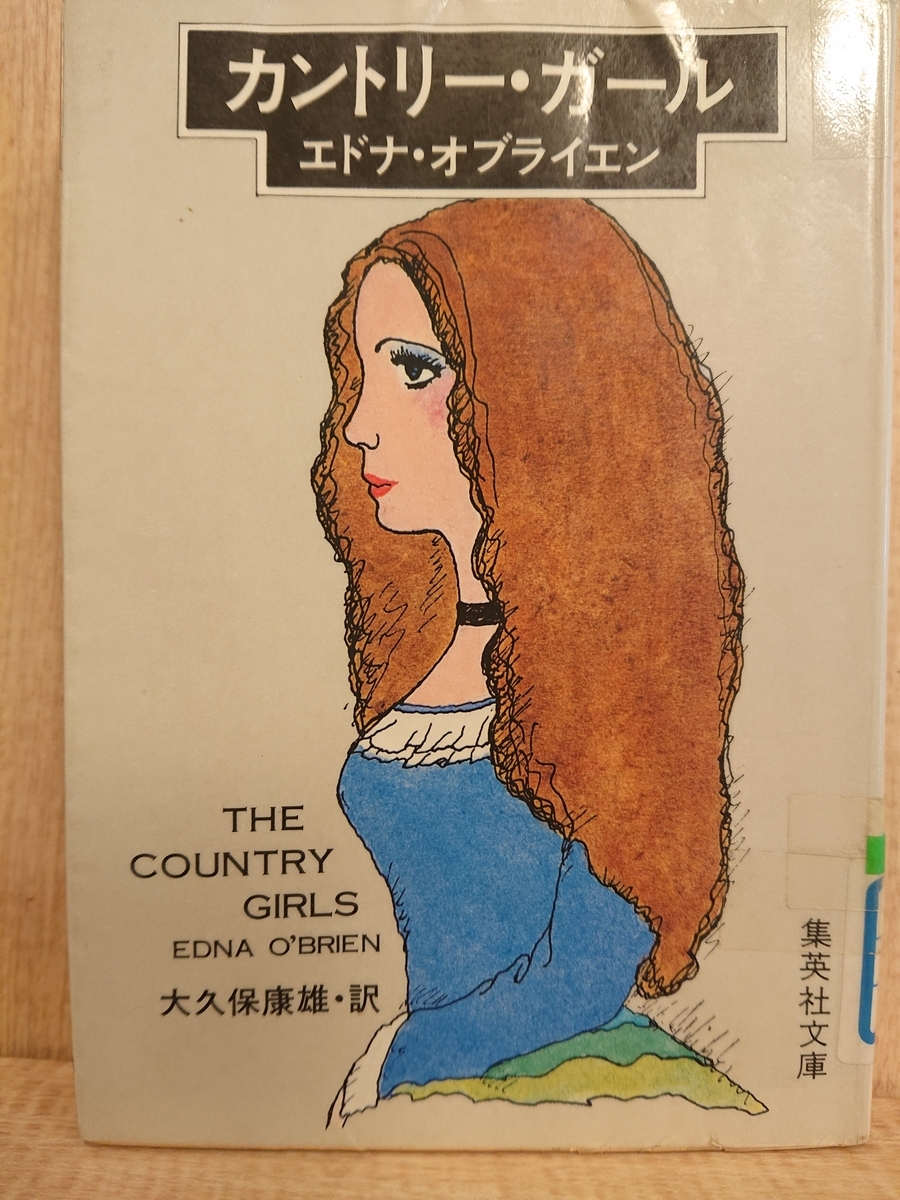 カントリー・ガール
エドナ・オブライエン
THE
COUNTRY
GIRLS
EDNA O'BRIEN
大久保康雄・訳
集英社文庫